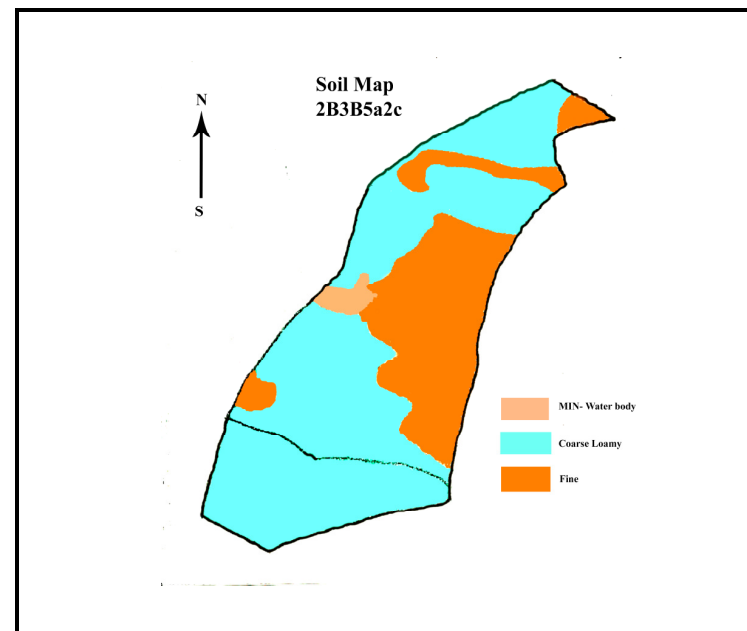 Soil Map
2B3B5a2c
N
S
MIN- Water body
Coarse Loamy
Fine